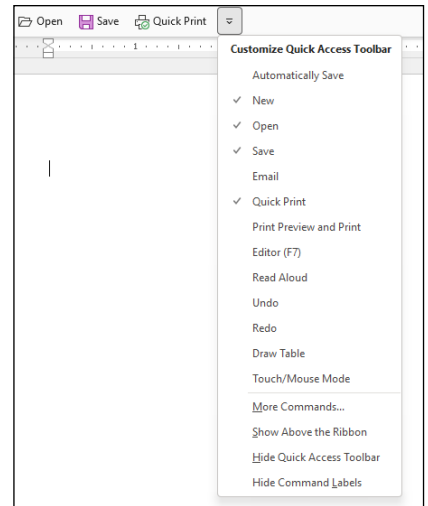 Open Save Quick Print
1
Customize Quick Access Toolbar
Automatically Save
New
Open
Save
Email
Quick Print
Print Preview and Print
Editor (F7)
Read Aloud
Undo
Redo
Draw Table
Touch/Mouse Mode
More Commands...
Show Above the Ribbon
Hide Quick Access Toolbar
Hide Command Labels